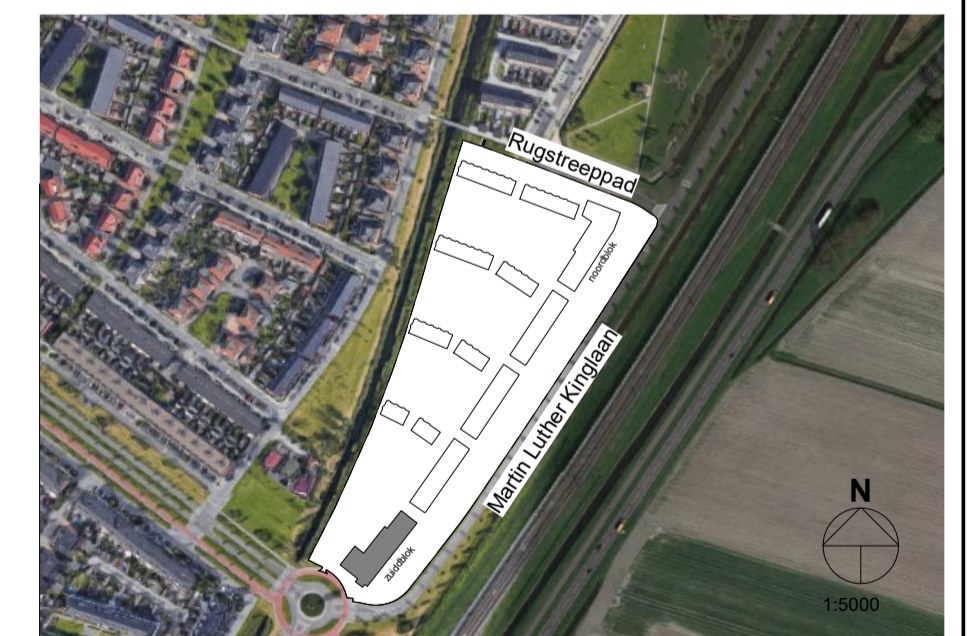 Rugstreeppad
noordblok
Martin Luther Kinglaan
zuidblok
N
1:5000